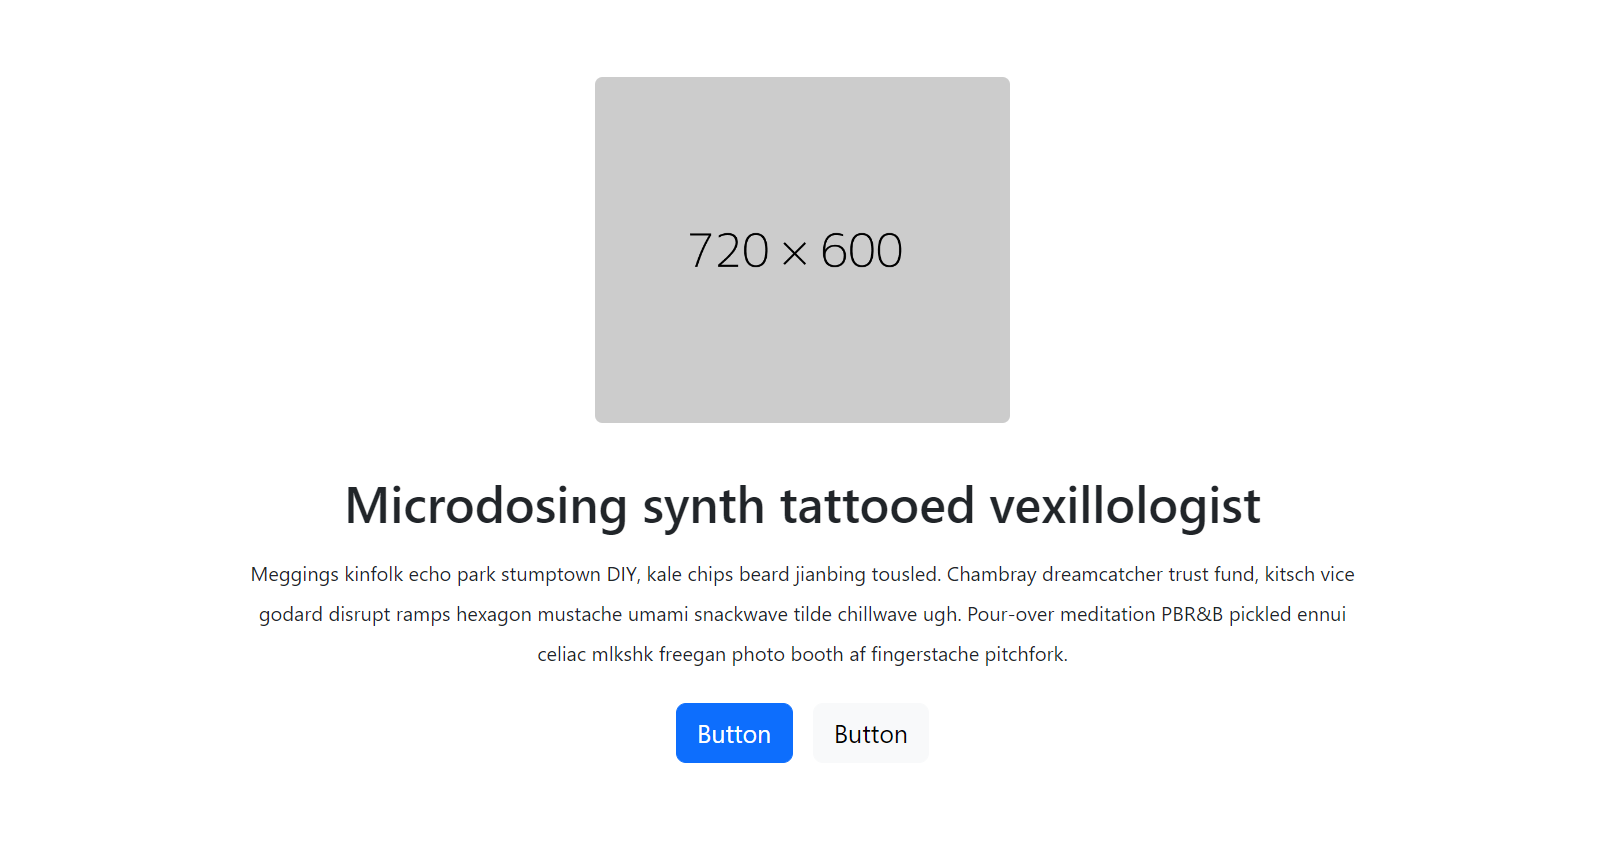 720 × 600
Microdosing synth tattooed vexillologist
Meggings kinfolk echo park stumptown DIY, kale chips beard jianbing tousled. Chambray dreamcatcher trust fund, kitsch vice
godard disrupt ramps hexagon mustache umami snackwave tilde chillwave ugh. Pour-over meditation PBR&B pickled ennui
celiac mlkshk freegan photo booth af fingerstache pitchfork.
Button Button